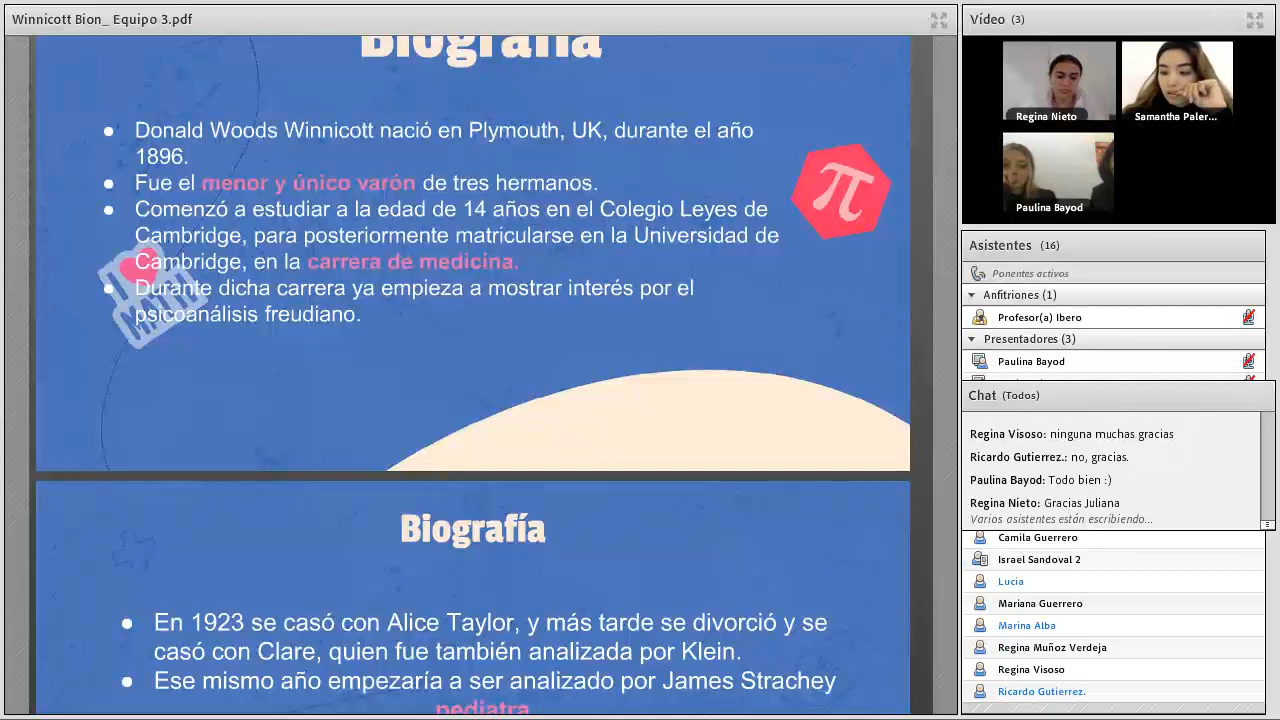 Winnicott Bion_ Equipo 3.pdf
Biografía
Donald Woods Winnicott nació en Plymouth, UK, durante el año
1896.
Fue el menor y único varón de tres hermanos.
Comenzó a estudiar a la edad de 14 años en el Colegio Leyes de
Cambridge, para posteriormente matricularse en la Universidad de
Cambridge, en la carrera de medicina.
Durante dicha carrera ya empieza a mostrar interés por el
psicoanálisis freudiano.
π
Biografía
En 1923 se casó con Alice Taylor, y más tarde se divorció y se
casó con Clare, quien fue también analizada por Klein.
Ese mismo año empezaría a ser analizado por James Strachey
pediatra
Vídeo (3)
Regina Nieto
Samantha Paler...
Paulina Bayod
Asistentes (16)
Ponentes activos
Anfitriones (1)
Profesor(a) Ibero
Presentadores (3)
Paulina Bayod
Chat (Todos)
Regina Visoso: ninguna muchas gracias
Ricardo Gutierrez.: no, gracias.
Paulina Bayod: Todo bien :)
Regina Nieto: Gracias Juliana
Varios asistentes están escribiendo...
Camila Guerrero
Israel Sandoval 2
Lucia
Mariana Guerrero
Marina Alba
Regina Muñoz Verdeja
Regina Visoso
Ricardo Gutierrez.